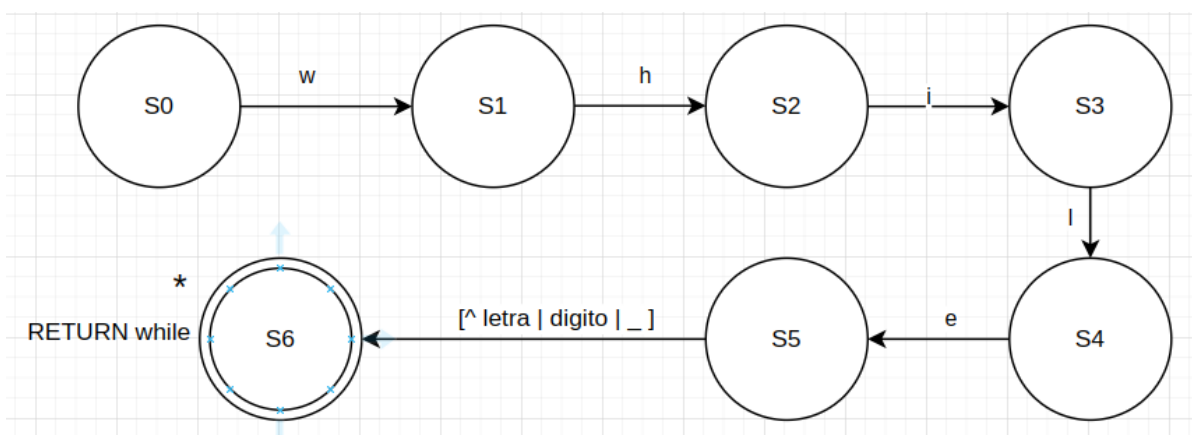 w
h
S0
S1
S2
i
S3
l
*
[^ letra | digito | _ ]
e
RETURN while
S6
S5
S4